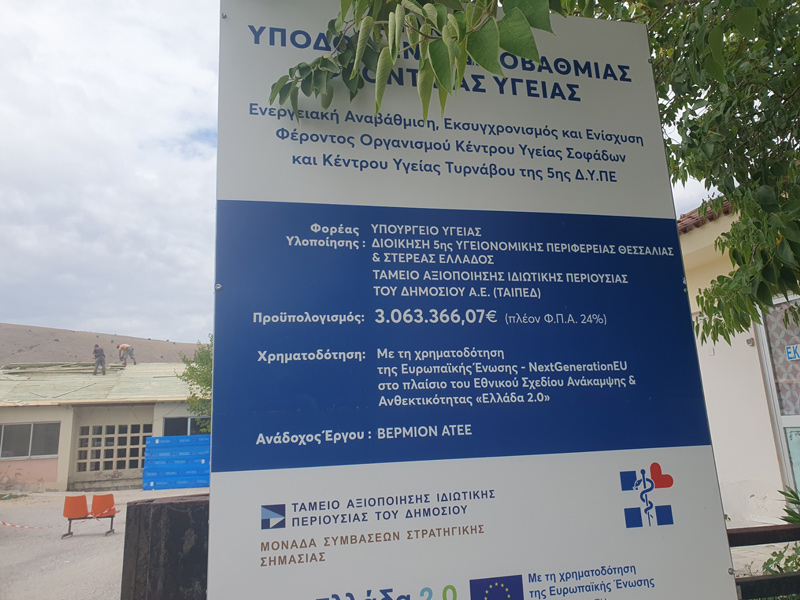 ΥΠΟΔ
ΟΒΑΘΜΙΑΣ
ΥΓΕΙΑΣ
Ενεργειακή Αναβάθμιση, Εκσυγχρονισμός και Ενίσχυση
Φέροντος Οργανισμού Κέντρου Υγείας Σοφάδων
και Κέντρου Υγείας Τυρνάβου της 5ης Δ.Υ.ΠΕ
Φορέας Υλοποίησης :
ΥΠΟΥΡΓΕΙΟ ΥΓΕΙΑΣ
ΔΙΟΙΚΗΣΗ 5ης ΥΓΕΙΟΝΟΜΙΚΗΣ ΠΕΡΙΦΕΡΕΙΑΣ ΘΕΣΣΑΛΙΑΣ
& ΣΤΕΡΕΑΣ ΕΛΛΑΔΟΣ
ΤΑΜΕΙΟ ΑΞΙΟΠΟΙΗΣΗΣ ΙΔΙΩΤΙΚΗΣ ΠΕΡΙΟΥΣΙΑΣ
ΤΟΥ ΔΗΜΟΣΙΟΥ Α.Ε. (ΤΑΙΠΕΔ)
Προϋπολογισμός: 3.063.366,07€ (πλέον Φ.Π.Α. 24%)
Χρηματοδότηση: Με τη χρηματοδότηση
της Ευρωπαϊκής Ένωσης - NextGenerationEU
στο πλαίσιο του Εθνικού Σχεδίου Ανάκαμψης &
Ανθεκτικότητας «Ελλάδα 2.0»
Ανάδοχος Έργου : ΒΕΡΜΙΟΝ ΑΤΕΕ
ΤΑΜΕΙΟ ΑΞΙΟΠΟΙΗΣΗΣ ΙΔΙΩΤΙΚΗΣ
ΠΕΡΙΟΥΣΙΑΣ ΤΟΥ ΔΗΜΟΣΙΟΥ
ΜΟΝΑΔΑ ΣΥΜΒΑΣΕΩΝ ΣΤΡΑΤΗΓΙΚΗΣ
ΣΗΜΑΣΙΑΣ
Ελλάδα 2.0
Με τη χρηματοδότηση
της Ευρωπαϊκής Ένωσης
Ε.Κ.